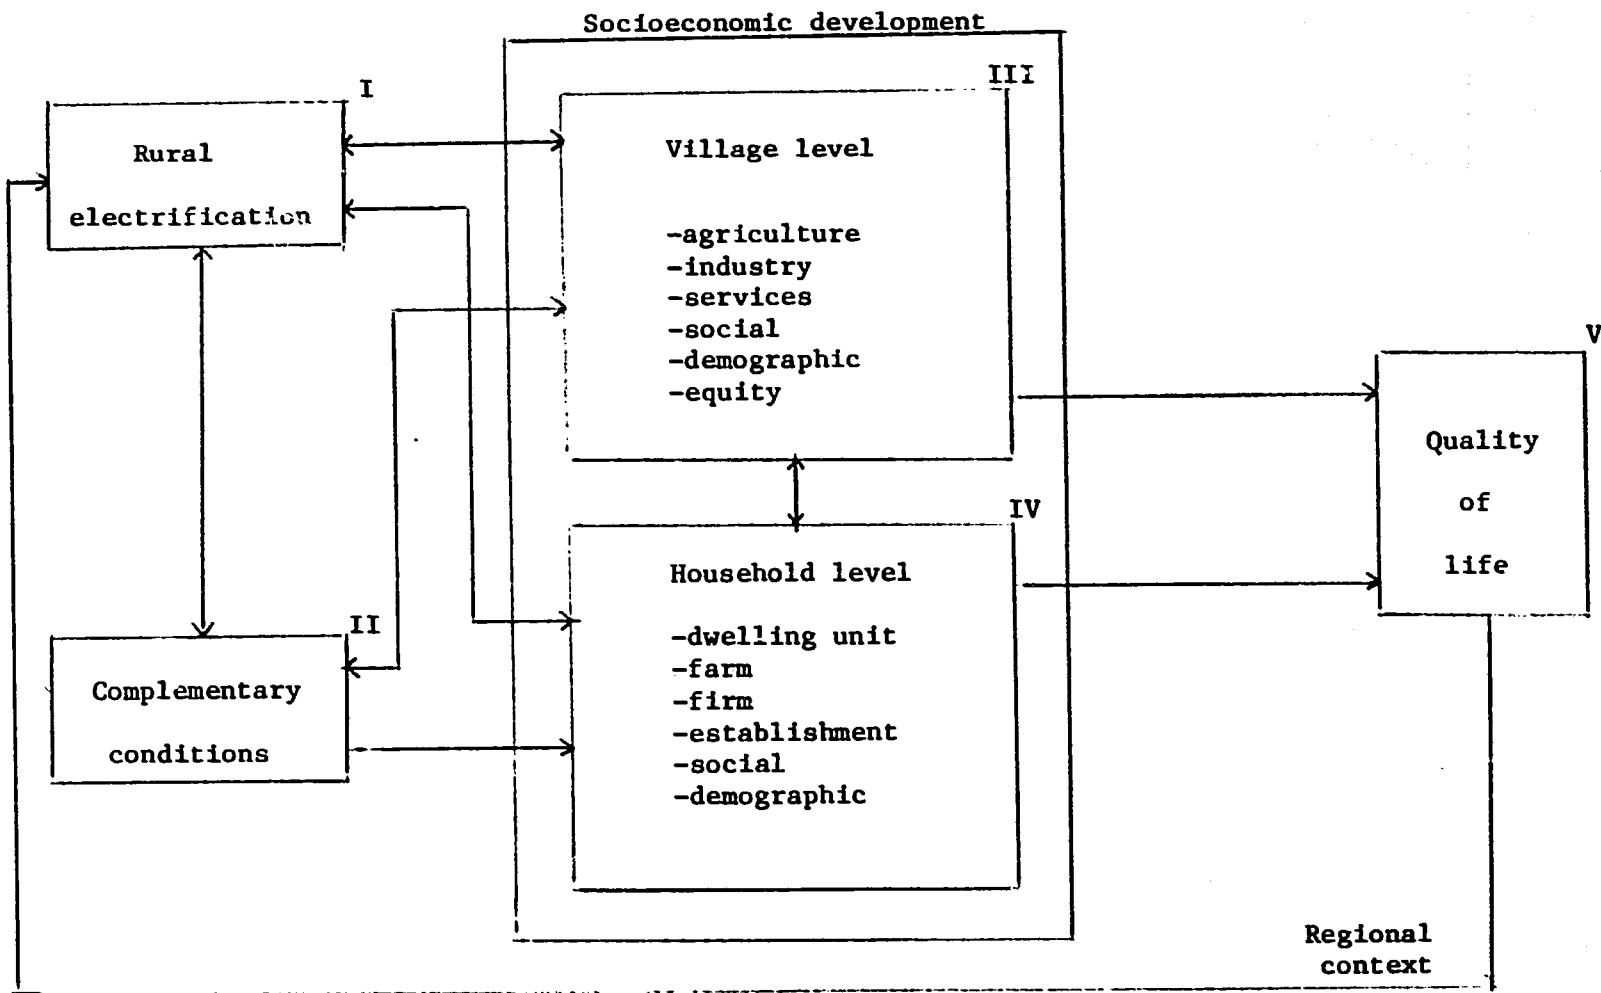 Socioeconomic development
I
Rural
electrification
III
Village level
-agriculture
-industry
-services
-social
-demographic
-equity
IV
Household level
-dwelling unit
-farm
-firm
-establishment
-social
-demographic
II
Complementary
conditions
V
Quality
of
life
Regional
context